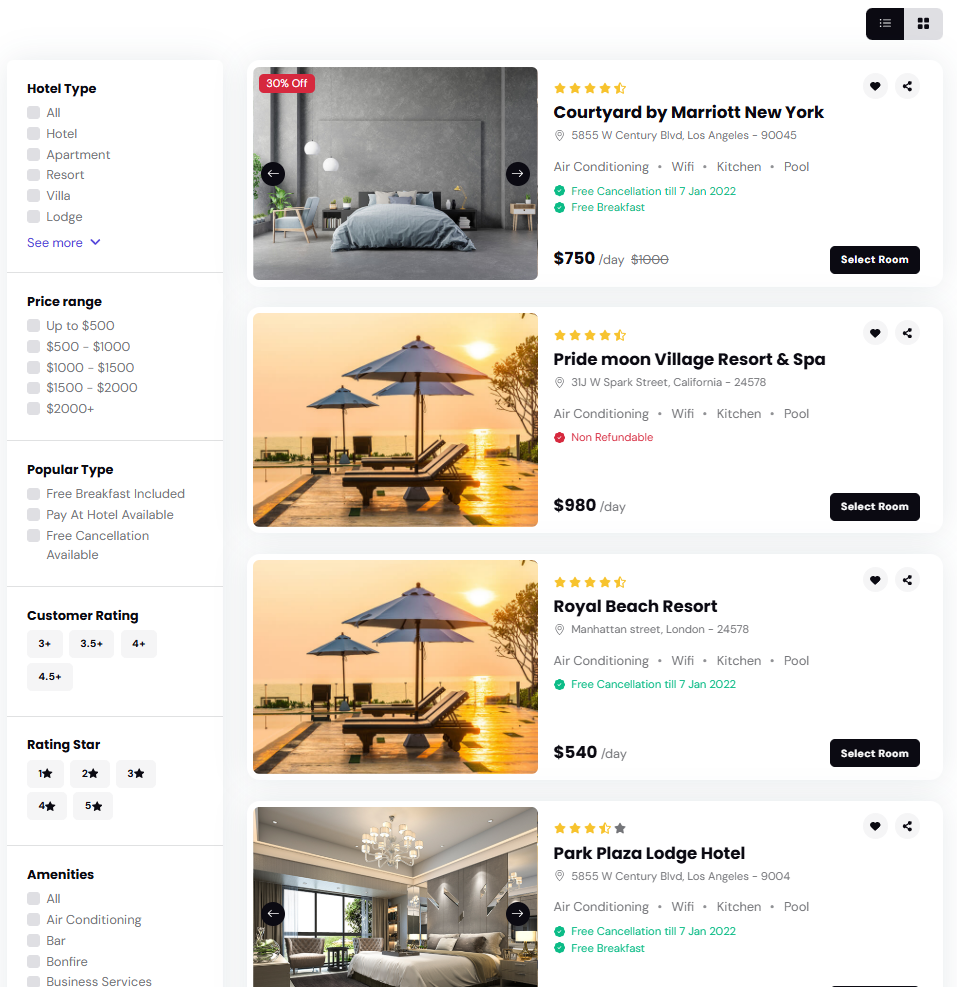 Hotel Type
All
Hotel
Apartment
Resort
Villa
Lodge
See more
Price range
Up to $500
$500 - $1000
$1000 - $1500
$1500 - $2000
$2000+
Popular Type
Free Breakfast Included
Pay At Hotel Available
Free Cancellation
Available
Customer Rating
3+ 3.5+ 4+
4.5+
Rating Star
1★ 2★ 3★
4★ 5★
Amenities
All
Air Conditioning
Bar
Bonfire
Business Services
30% Off
Courtyard by Marriott New York
5855 W Century Blvd, Los Angeles - 90045
Air Conditioning • Wifi • Kitchen • Pool
Free Cancellation till 7 Jan 2022
Free Breakfast
$750 /day $1000
Select Room
Pride moon Village Resort & Spa
31J W Spark Street, California - 24578
Air Conditioning • Wifi • Kitchen • Pool
Non Refundable
$980 /day
Select Room
Royal Beach Resort
Manhattan street, London - 24578
Air Conditioning • Wifi • Kitchen • Pool
Free Cancellation till 7 Jan 2022
$540 /day
Select Room
Park Plaza Lodge Hotel
5855 W Century Blvd, Los Angeles - 9004
Air Conditioning • Wifi • Kitchen • Pool
Free Cancellation till 7 Jan 2022
Free Breakfast